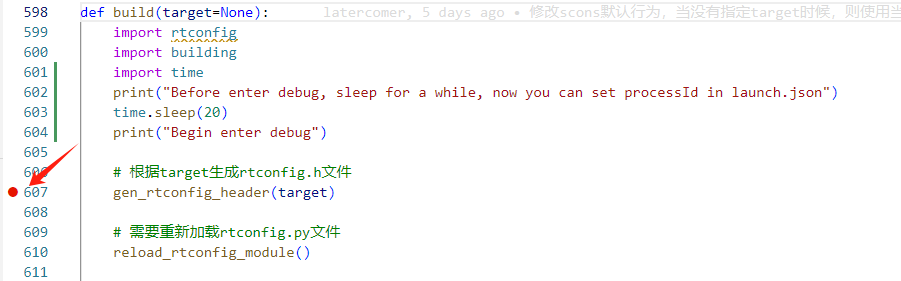 598 def build(target=None): latercomer, 5 days ago • 修改scons默认行为，当没有指定target时候，则使用当
599 import rtconfig
600 import building
601 import time
602 print("Before enter debug, sleep for a while, now you can set processId in launch.json")
603 time.sleep(20)
604 print("Begin enter debug")
605
606 # 根据target生成rtconfig.h文件
607 gen_rtconfig_header(target)
608
609 # 需要重新加载rtconfig.py文件
610 reload_rtconfig_module()
611